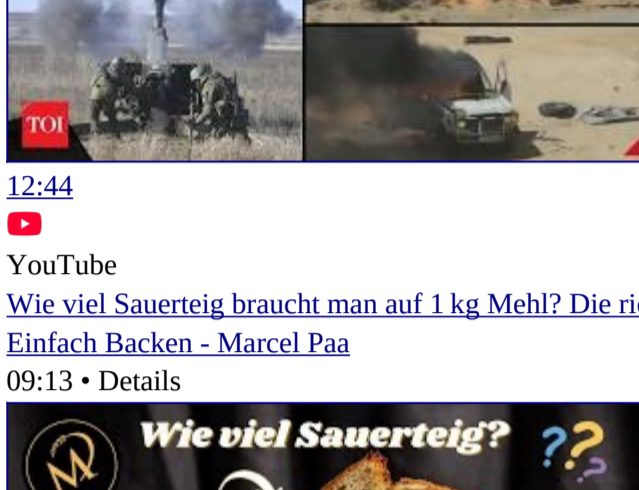 TOI
12:44
YouTube
Wie viel Sauerteig braucht man auf 1 kg Mehl? Die
Einfach Backen - Marcel Paa
09:13 • Details
Wie viel Sauerteig?
??